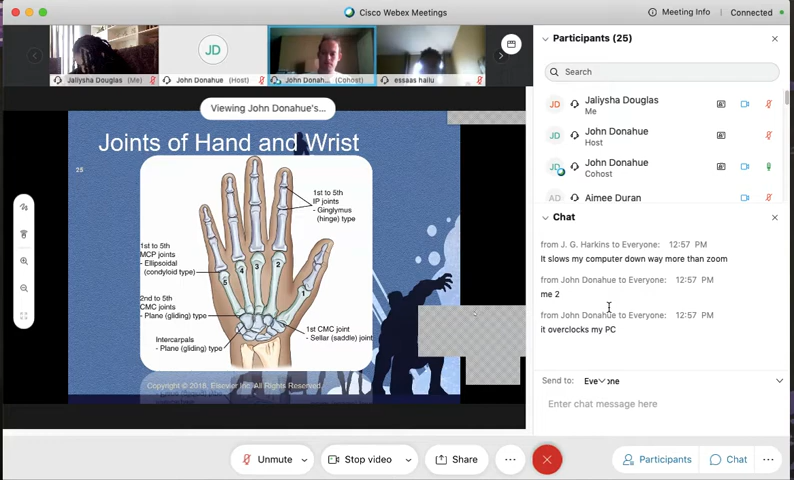 Cisco Webex Meetings
Meeting Info
Connected
Jaliysha Douglas (Me)
JD
John Donahue (Host)
John Donah... (Cohost)
essaas hailu
Viewing John Donahue's...
Joints of Hand and Wrist
25
1st to 5th
IP joints
- Ginglymus
(hinge) type
1st to 5th
MCP joints
- Ellipsoidal
(condyloid type)
5
4
3
2
1
2nd to 5th
CMC joints
- Plane (gliding) type
Intercarpals
- Plane (gliding) type
1st CMC joint
- Sellar (saddle) joint
Copyright © 2018, Elsevier Inc. All Rights Reserved.
Participants (25)
Search
JD
Jaliysha Douglas
Me
JD
John Donahue
Host
JD
John Donahue
Cohost
AD
Aimee Duran
Chat
from J. G. Harkins to Everyone: 12:57 PM
It slows my computer down way more than zoom
from John Donahue to Everyone: 12:57 PM
me 2
from John Donahue to Everyone: 12:57 PM
it overclocks my PC
Send to: Everyone
Enter chat message here
Unmute
Stop video
Share
Participants
Chat